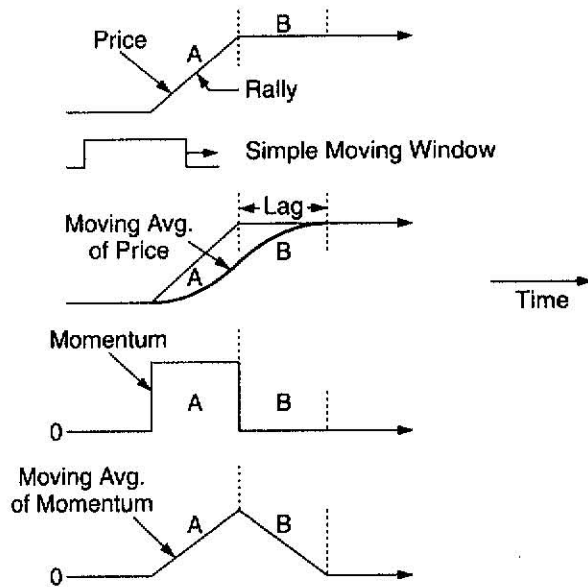 B
Price
A
Rally
Simple Moving Window
Lag
Moving Avg.
of Price
B
A
Time
Momentum
A
B
0
Moving Avg.
of Momentum
A
B
0